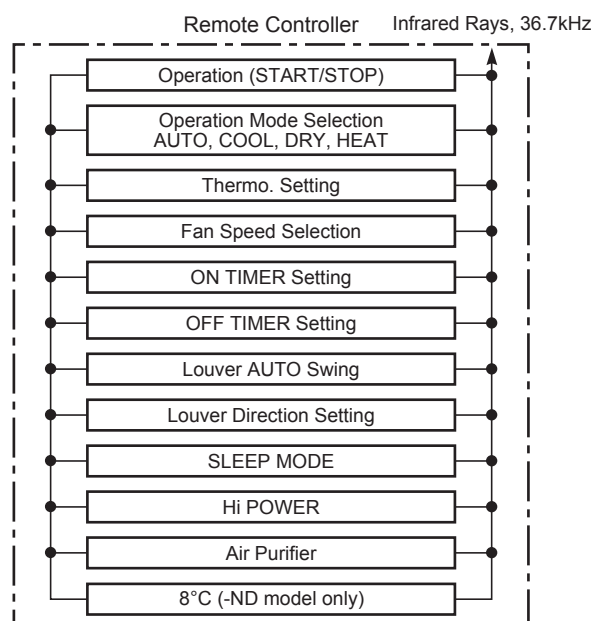 Remote Controller
Infrared Rays, 36.7kHz
Operation (START/STOP)
Operation Mode Selection
AUTO, COOL, DRY, HEAT
Thermo. Setting
Fan Speed Selection
ON TIMER Setting
OFF TIMER Setting
Louver AUTO Swing
Louver Direction Setting
SLEEP MODE
Hi POWER
Air Purifier
8°C (-ND model only)